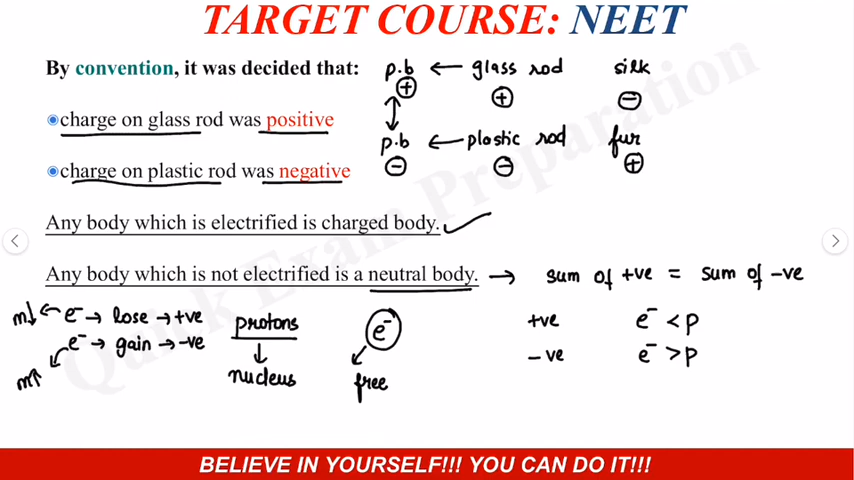 TARGET COURSE: NEET
By convention, it was decided that:
p.b ← glass rod silk
⊕ ⊕ ⊖
charge on glass rod was positive
p.b ← plastic rod fur
⊖ ⊖ ⊕
charge on plastic rod was negative
Any body which is electrified is charged body.
Any body which is not electrified is a neutral body. → sum of +ve = sum of -ve
m↓ ← e⁻ → lose → +ve
e⁻ → gain → -ve
m↑
protons
↓
nucleus
e⁻
free
+ve e⁻ < p
-ve e⁻ > p
Quick Exam Preparation
BELIEVE IN YOURSELF!!! YOU CAN DO IT!!!